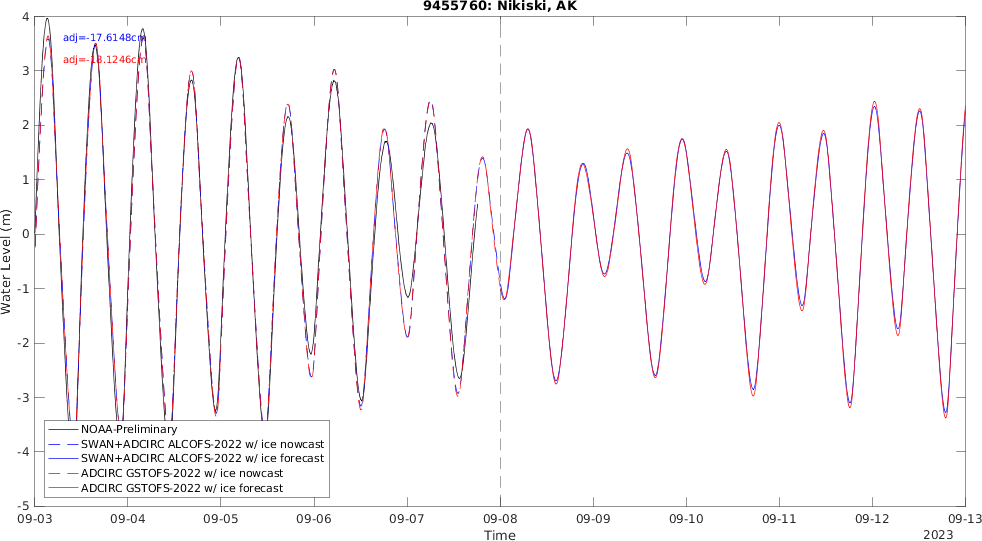 9455760: Nikiski, AK
adj=-17.6148cm
adj=-18.1246cm
Water Level (m)
4
3
2
1
0
-1
-2
-3
-4
-5
NOAA-Preliminary
SWAN+ADCIRC ALCOFS-2022 w/ ice nowcast
SWAN+ADCIRC ALCOFS-2022 w/ ice forecast
ADCIRC GSTOFS-2022 w/ ice nowcast
ADCIRC GSTOFS-2022 w/ ice forecast
09-03 09-04 09-05 09-06 09-07 09-08 09-09 09-10 09-11 09-12 09-13
Time
2023